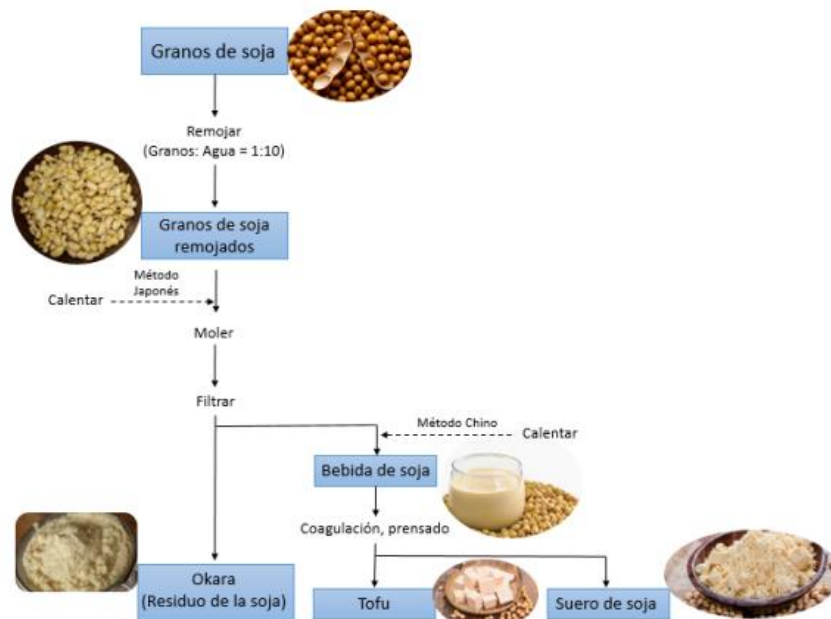 Granos de soja
Remojar
(Granos: Agua = 1:10)
Granos de soja
remojados
Método
Japonés
Calentar
Moler
Filtrar
Método Chino
Calentar
Bebida de soja
Coagulación, prensado
Okara
(Residuo de la soja)
Tofu
Suero de soja